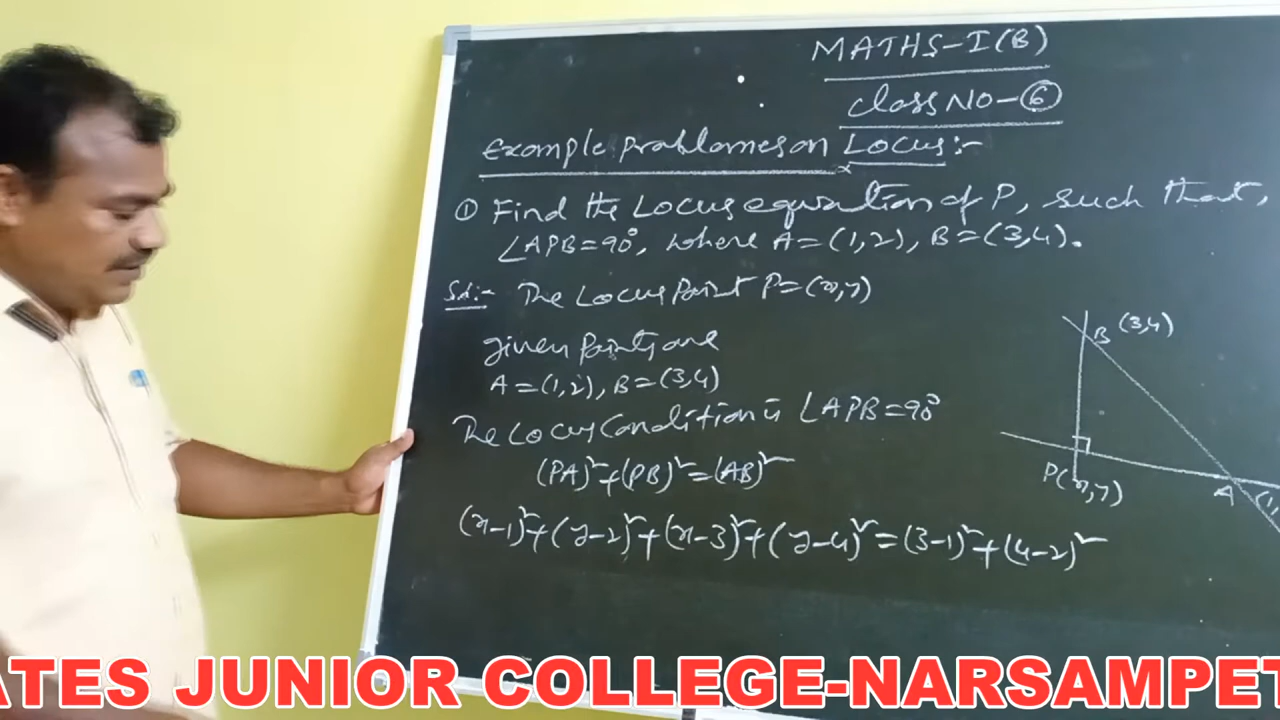 MATHS-I(B)
Class NO-⑥
Example Problemes on Locus:-
① Find the Locus equation of P, such that,
∠APB=90°, where A=(1,2), B=(3,4).
Sol:- The Locus Point P=(x,y)
given Points are
A=(1,2), B=(3,4)
The Locus Condition is ∠APB=90°
(PA)²+(PB)²=(AB)²
(x-1)²+(y-2)²+(x-3)²+(y-4)²=(3-1)²+(4-2)²
B (3,4)
P(x,y)
A (1,
ATES JUNIOR COLLEGE-NARSAMPET